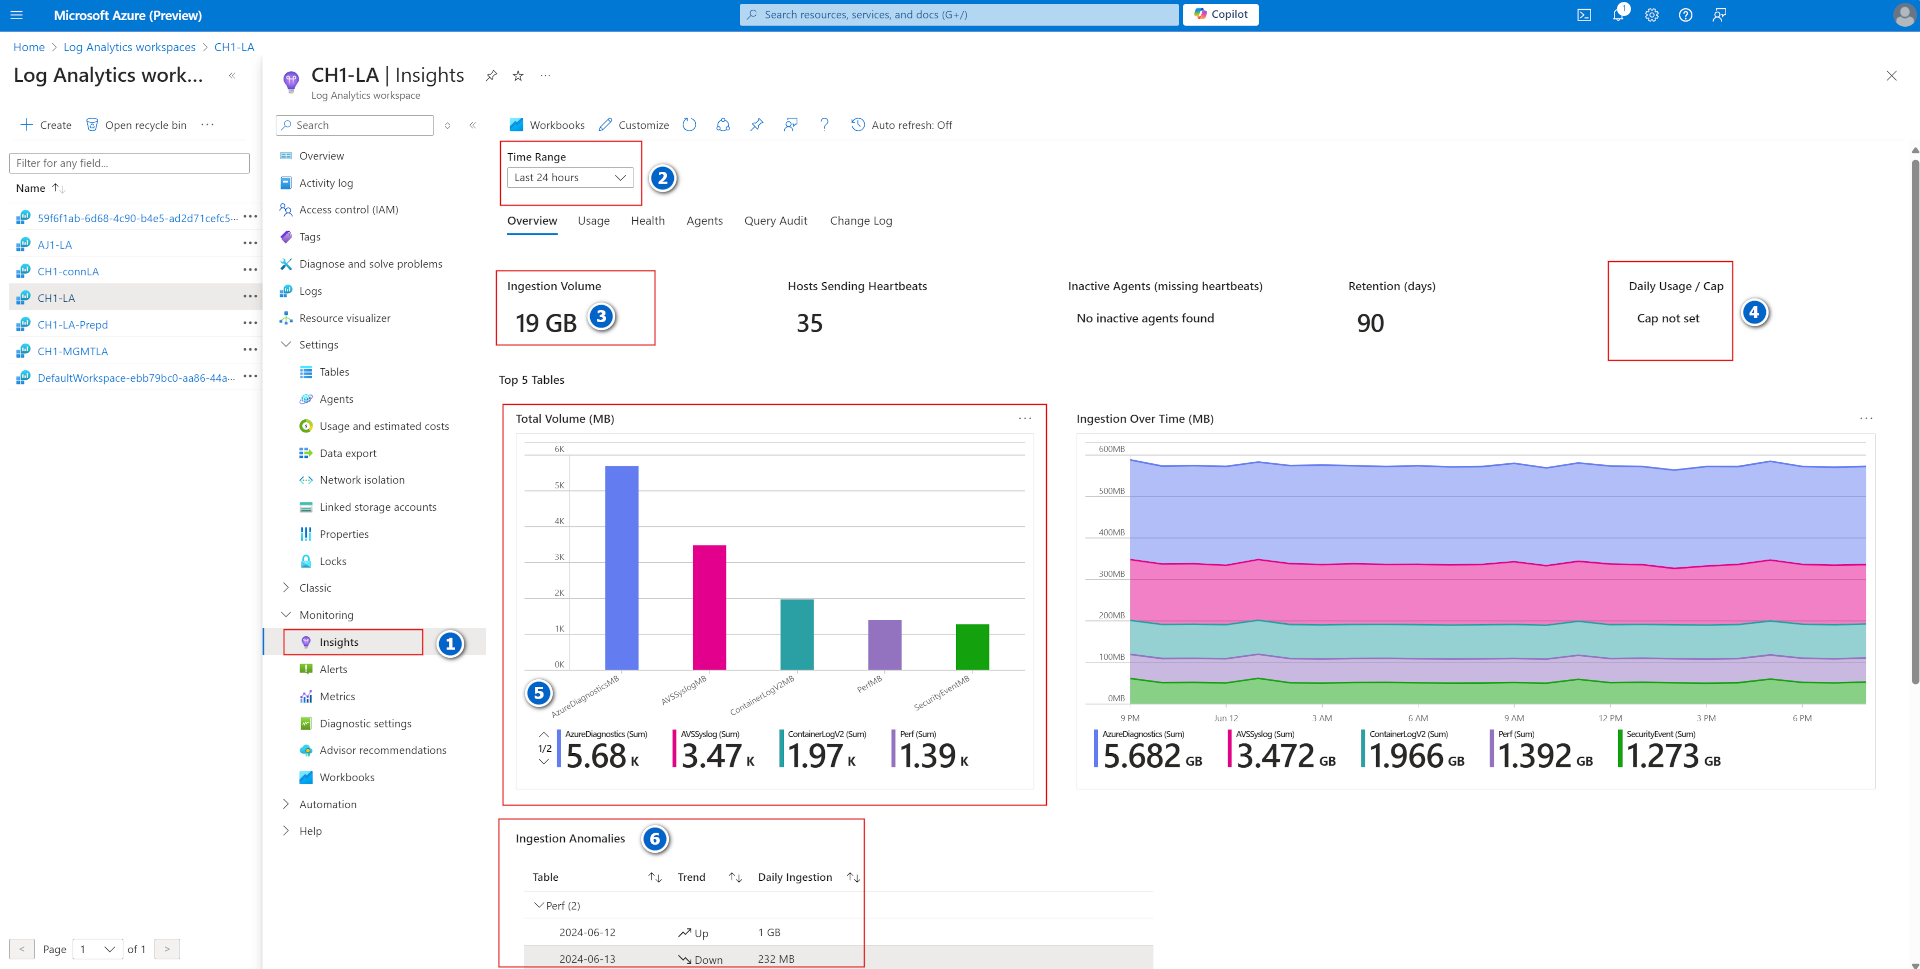 Microsoft Azure (Preview)
Search resources, services, and docs (G+/)
Copilot
1
Home > Log Analytics workspaces > CH1-LA
Log Analytics work... «
Create Open recycle bin ...
Filter for any field...
Name ↑↓
59f6f1ab-6d68-4c90-b4e5-ad2d71cefc5... ...
AJ1-LA ...
CH1-connLA ...
CH1-LA ...
CH1-LA-Prepd ...
CH1-MGMTLA ...
DefaultWorkspace-ebb79bc0-aa86-44a... ...
< Page 1 of 1 >
CH1-LA | Insights ...
Log Analytics workspace
Search «
Overview
Activity log
Access control (IAM)
Tags
Diagnose and solve problems
Logs
Resource visualizer
Settings
Tables
Agents
Usage and estimated costs
Data export
Network isolation
Linked storage accounts
Properties
Locks
Classic
Monitoring
Insights 1
Alerts
Metrics
Diagnostic settings
Advisor recommendations
Workbooks
Automation
Help
Workbooks Customize ? Auto refresh: Off
Time Range
Last 24 hours 2
Overview Usage Health Agents Query Audit Change Log
Ingestion Volume
19 GB 3
Hosts Sending Heartbeats
35
Inactive Agents (missing heartbeats)
No inactive agents found
Retention (days)
90
Daily Usage / Cap
Cap not set 4
Top 5 Tables
Total Volume (MB) ...
6K
5K
4K
3K
2K
1K
0K
AzureDiagnosticsMB AVSSyslogMB ContainerLogV2MB PerfMB SecurityEventMB
5
1/2
AzureDiagnostics (Sum) AVSSyslog (Sum) ContainerLogV2 (Sum) Perf (Sum)
5.68 K 3.47 K 1.97 K 1.39 K
Ingestion Over Time (MB) ...
600MB
500MB
400MB
300MB
200MB
100MB
0MB
9 PM Jun 12 3 AM 6 AM 9 AM 12 PM 3 PM 6 PM
AzureDiagnostics (Sum) AVSSyslog (Sum) ContainerLogV2 (Sum) Perf (Sum) SecurityEvent (Sum)
5.682 GB 3.472 GB 1.966 GB 1.392 GB 1.273 GB
Ingestion Anomalies 6
Table ↑↓ Trend ↑↓ Daily Ingestion ↑↓
Perf (2)
2024-06-12 Up 1 GB
2024-06-13 Down 232 MB